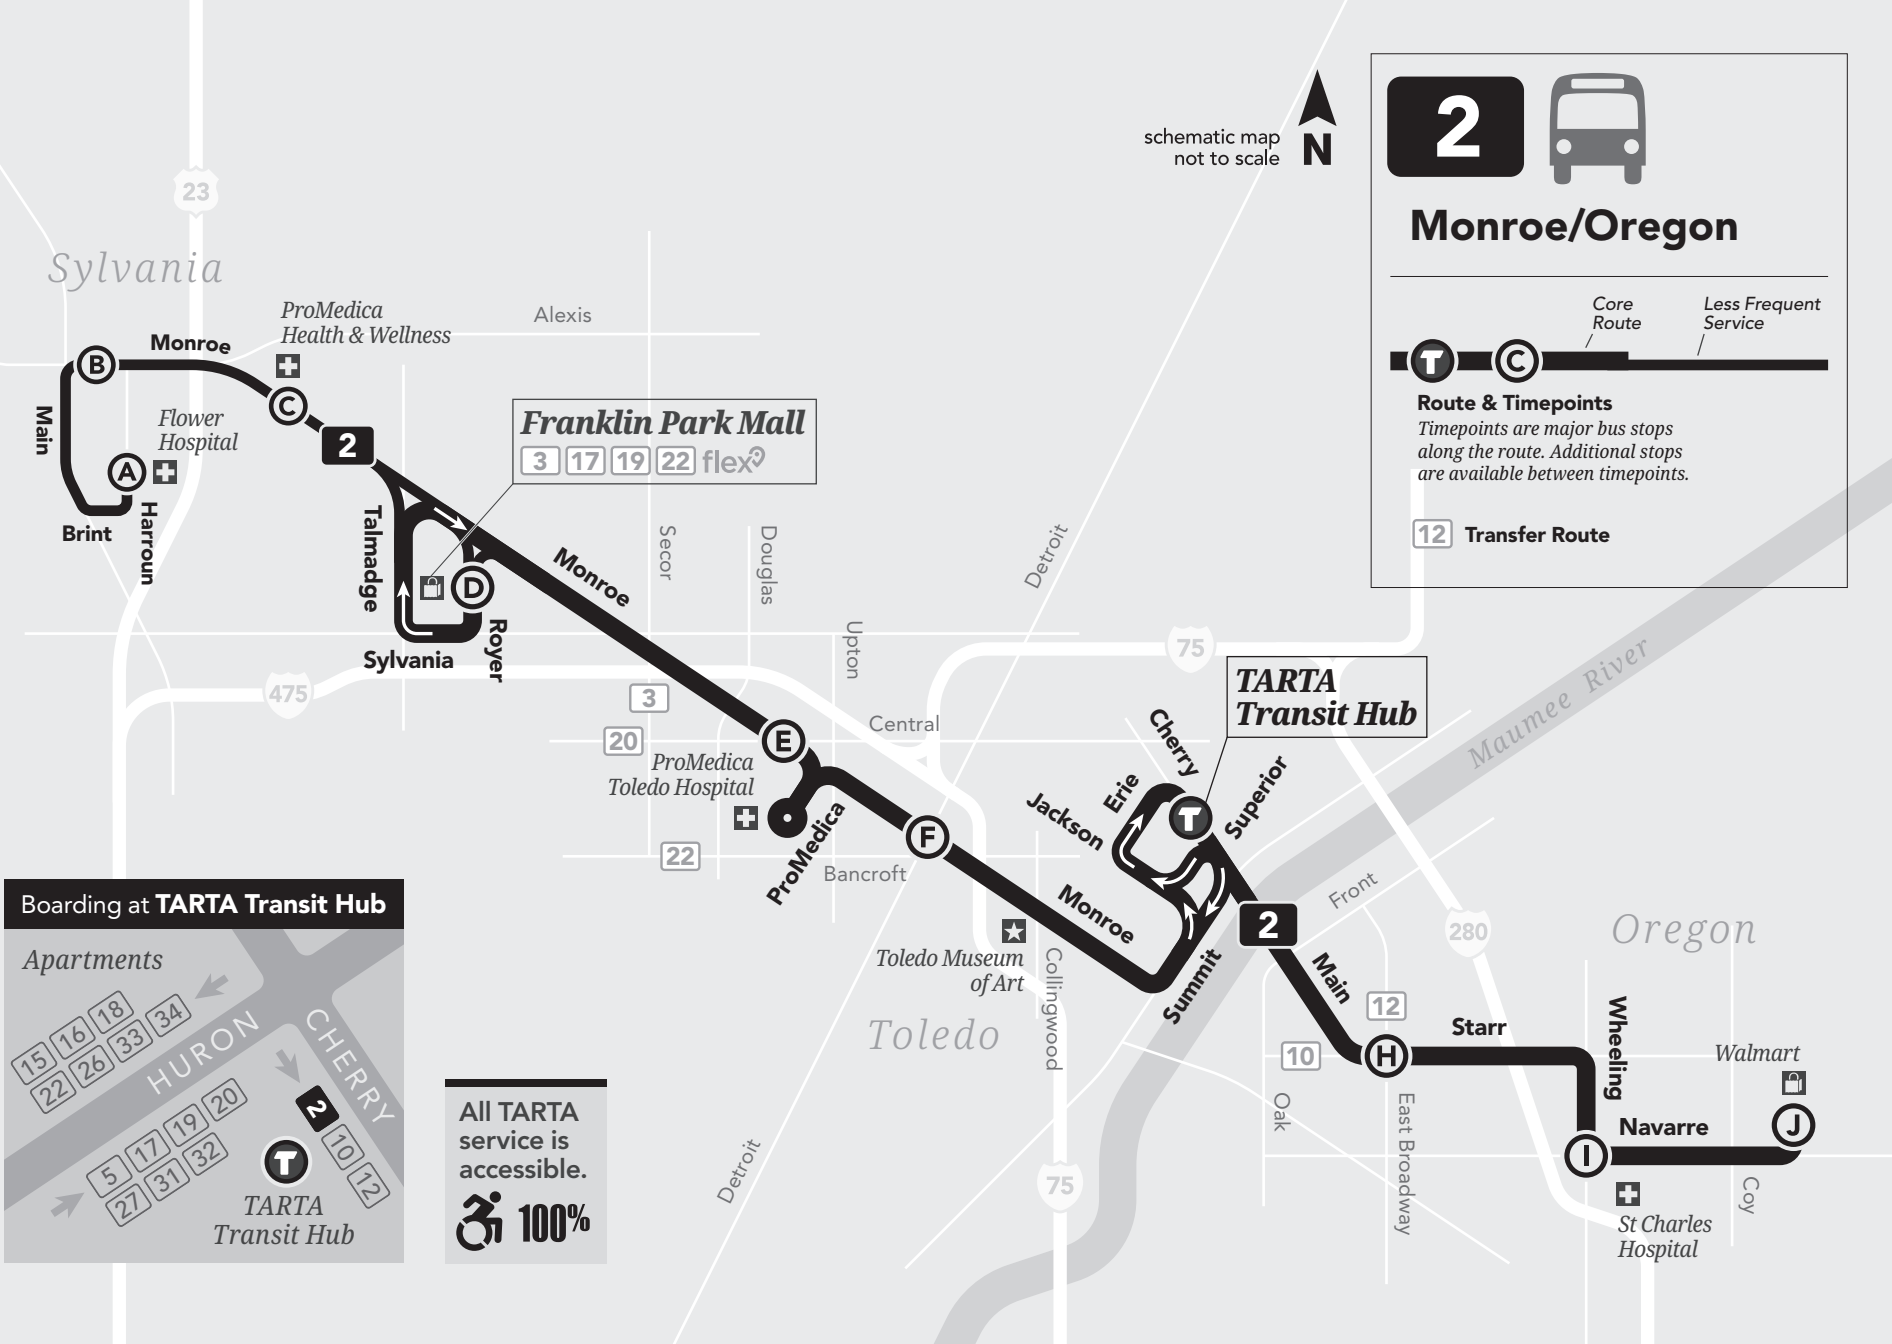 23
Sylvania
ProMedica
Health & Wellness
Alexis
Monroe
B
C
Main
Flower
Hospital
A
2
Brint
Harroun
Franklin Park Mall
3 17 19 22 flex
Talmadge
D
Monroe
Royer
Sylvania
Secor
Douglas
Upton
Detroit
475
3
20
E
Central
ProMedica
Toledo Hospital
22
ProMedica
Bancroft
F
75
TARTA
Transit Hub
Cherry
Erie
Jackson
T
Superior
Monroe
Toledo Museum
of Art
Collingwood
Summit
Toledo
Maumee River
Front
2
Main
280
Oregon
12
10
H
Starr
Wheeling
Walmart
Oak
East Broadway
I
Navarre
J
Coy
St Charles
Hospital
75
Detroit
schematic map
not to scale
N
2
Monroe/Oregon
Core
Route
Less Frequent
Service
T C
Route & Timepoints
Timepoints are major bus stops
along the route. Additional stops
are available between timepoints.
12 Transfer Route
Boarding at TARTA Transit Hub
Apartments
15 16 18
22 26 33 34
HURON
CHERRY
5 17 19 20
27 31 32
2
10
12
T
TARTA
Transit Hub
All TARTA
service is
accessible.
100%